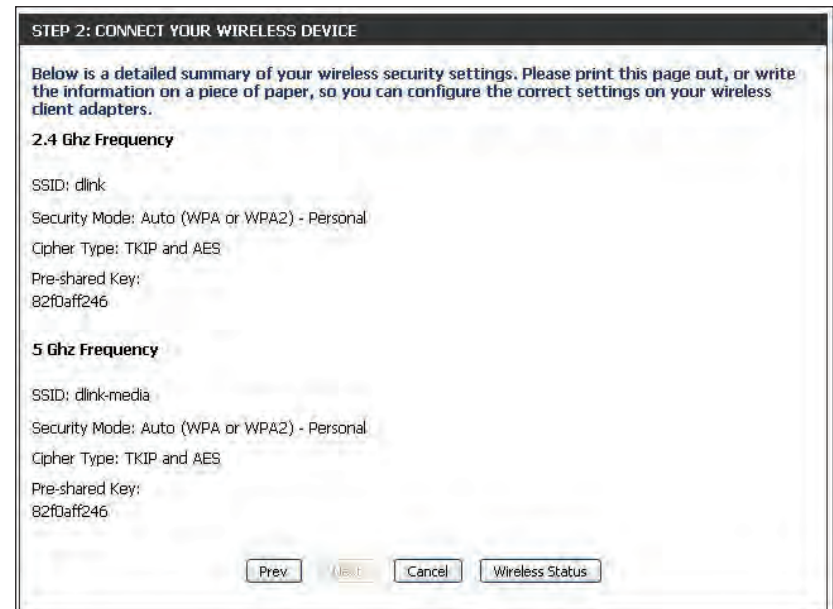 STEP 2: CONNECT YOUR WIRELESS DEVICE
Below is a detailed summary of your wireless security settings. Please print this page out, or write
the information on a piece of paper, so you can configure the correct settings on your wireless
client adapters.
2.4 Ghz Frequency
SSID: dlink
Security Mode: Auto (WPA or WPA2) - Personal
Cipher Type: TKIP and AES
Pre-shared Key:
82f0aff246
5 Ghz Frequency
SSID: dlink-media
Security Mode: Auto (WPA or WPA2) - Personal
Cipher Type: TKIP and AES
Pre-shared Key:
82f0aff246
Prev Next Cancel Wireless Status